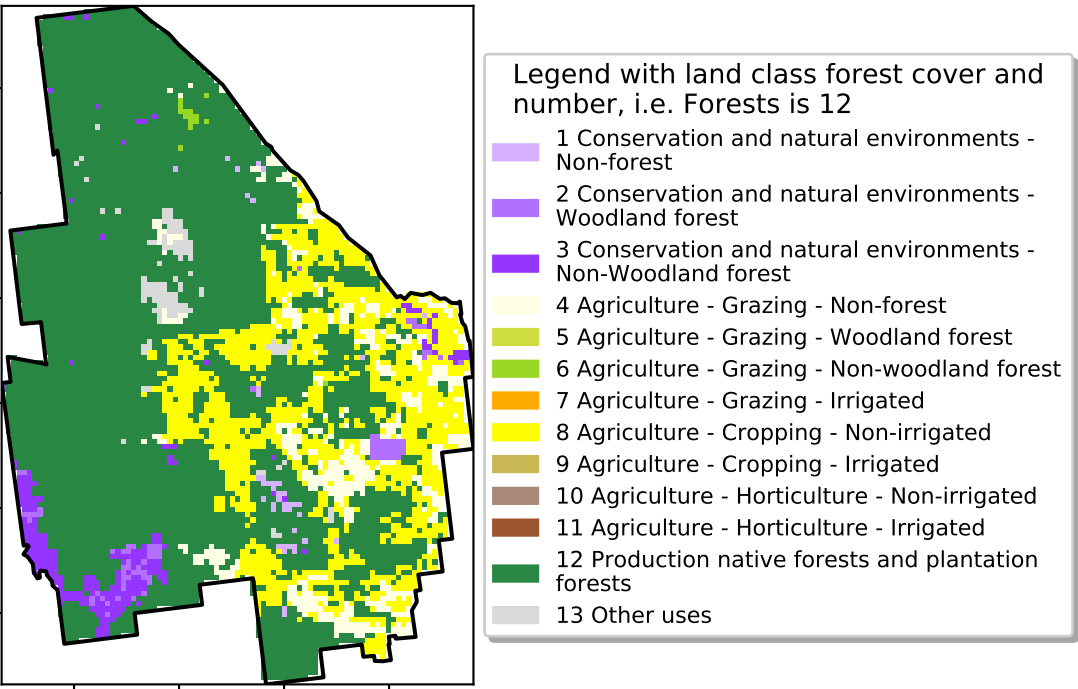 Legend with land class forest cover and
number, i.e. Forests is 12
1 Conservation and natural environments -
Non-forest
2 Conservation and natural environments -
Woodland forest
3 Conservation and natural environments -
Non-Woodland forest
4 Agriculture - Grazing - Non-forest
5 Agriculture - Grazing - Woodland forest
6 Agriculture - Grazing - Non-woodland forest
7 Agriculture - Grazing - Irrigated
8 Agriculture - Cropping - Non-irrigated
9 Agriculture - Cropping - Irrigated
10 Agriculture - Horticulture - Non-irrigated
11 Agriculture - Horticulture - Irrigated
12 Production native forests and plantation
forests
13 Other uses